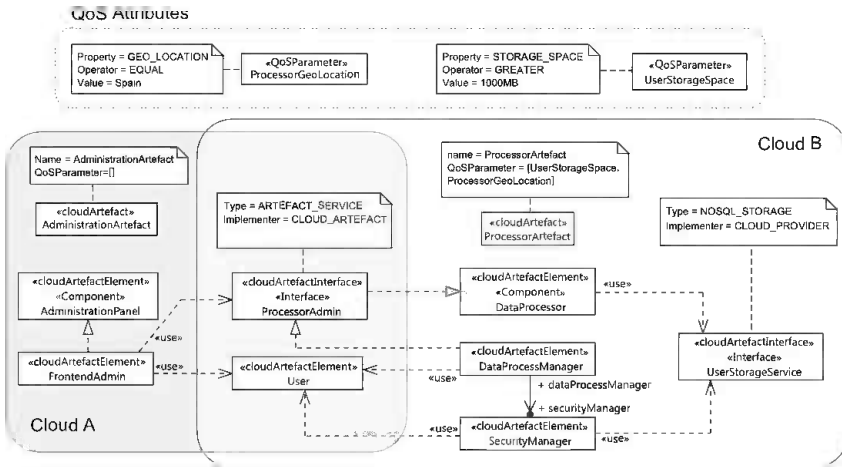 QoS Attributes
Property = GEO_LOCATION
Operator = EQUAL
Value = Spain
«QoSParameter»
ProcessorGeoLocation
Property = STORAGE_SPACE
Operator = GREATER
Value = 1000MB
«QoSParameter»
UserStorageSpace
Cloud B
Name = AdministrationArtefact
QoSParameter=[]
«cloudArtefact»
AdministrationArtefact
Type = ARTEFACT_SERVICE
Implementer = CLOUD_ARTEFACT
name = ProcessorArtefact
QoSParameter = [UserStorageSpace.
ProcessorGeoLocation]
«cloudArtefact»
ProcessorArtefact
Type = NOSQL_STORAGE
Implementer = CLOUD_PROVIDER
«cloudArtefactElement»
«Component»
AdministrationPanel
«cloudArtefactInterface»
«Interface»
ProcessorAdmin
«cloudArtefactElement»
«Component»
DataProcessor
«use»
«use»
«cloudArtefactElement»
FrontendAdmin
«use»
«cloudArtefactElement»
User
«cloudArtefactElement»
DataProcessManager
«use»
«cloudArtefactInterface»
«Interface»
UserStorageService
+ dataProcessManager
+ securityManager
«cloudArtefactElement»
SecurityManager
«use»
«use»
Cloud A